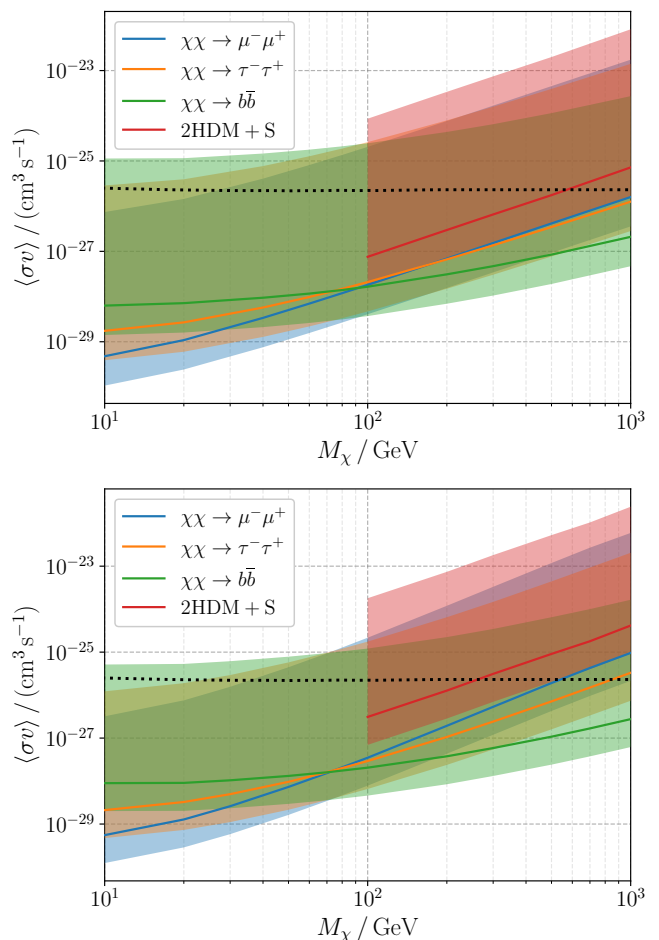 χχ → μ⁻μ⁺
χχ → τ⁻τ⁺
χχ → bb̅
2HDM + S
10⁻²³
10⁻²⁵
10⁻²⁷
10⁻²⁹
⟨σv⟩ / (cm³ s⁻¹)
10¹
10²
10³
M_χ / GeV
χχ → μ⁻μ⁺
χχ → τ⁻τ⁺
χχ → bb̅
2HDM + S
10⁻²³
10⁻²⁵
10⁻²⁷
10⁻²⁹
⟨σv⟩ / (cm³ s⁻¹)
10¹
10²
10³
M_χ / GeV